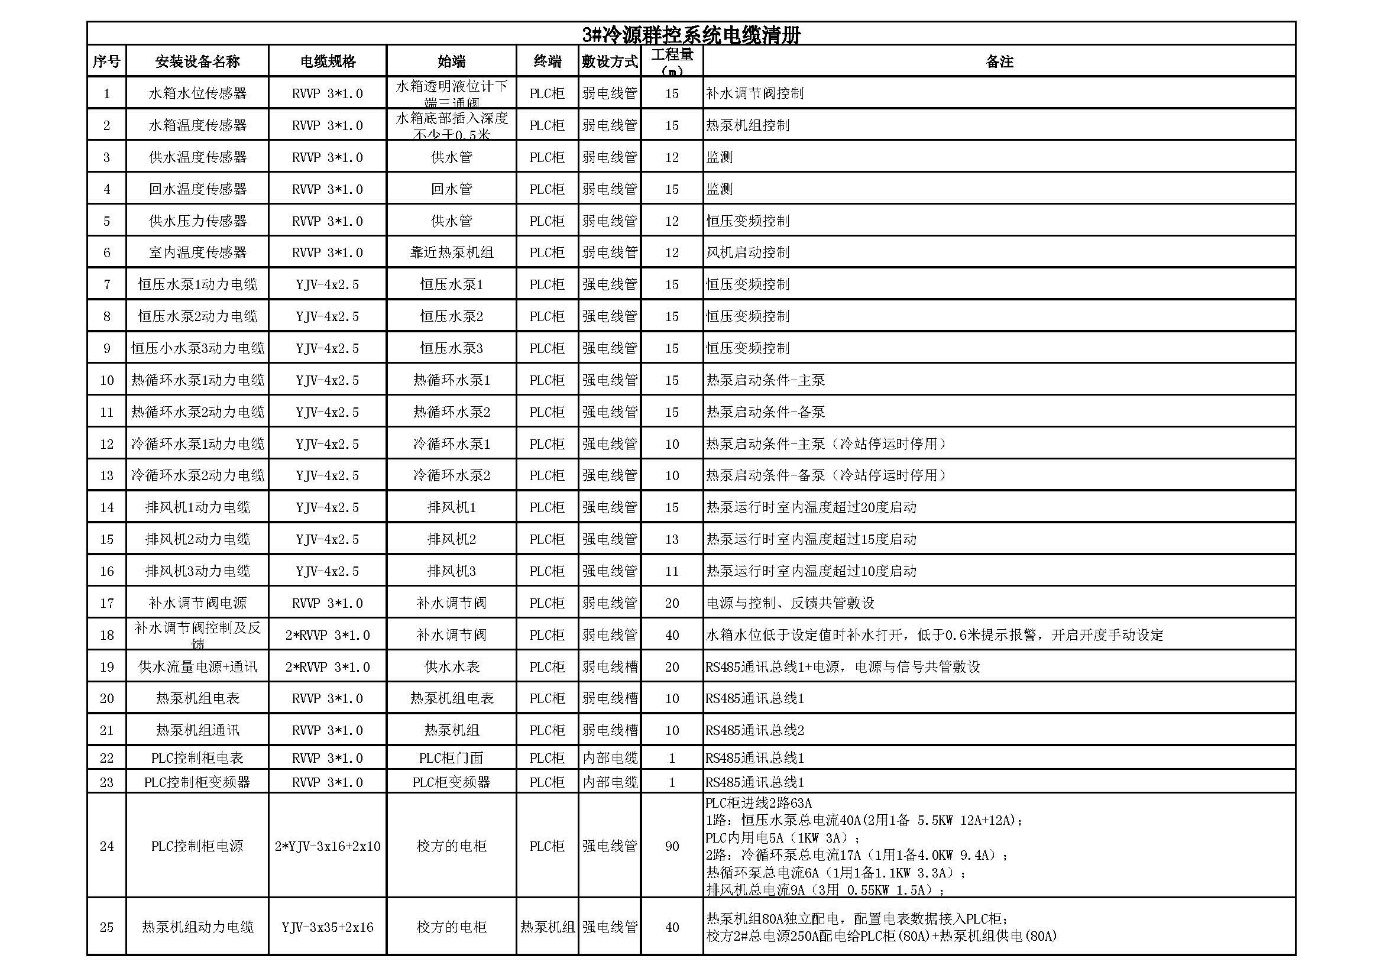 3#冷源群控系统电缆清册
序号 安装设备名称 电缆规格 始端 终端 敷设方式 工程量（m） 备注
1 水箱水位传感器 RVVP 3*1.0 水箱透明液位计下端三通阀 PLC柜 弱电线管 15 补水调节阀控制
2 水箱温度传感器 RVVP 3*1.0 水箱底部插入深度不少于0.5米 PLC柜 弱电线管 15 热泵机组控制
3 供水温度传感器 RVVP 3*1.0 供水管 PLC柜 弱电线管 12 监测
4 回水温度传感器 RVVP 3*1.0 回水管 PLC柜 弱电线管 15 监测
5 供水压力传感器 RVVP 3*1.0 供水管 PLC柜 弱电线管 12 恒压变频控制
6 室内温度传感器 RVVP 3*1.0 靠近热泵机组 PLC柜 弱电线管 12 风机启动控制
7 恒压水泵1动力电缆 YJV-4x2.5 恒压水泵1 PLC柜 强电线管 15 恒压变频控制
8 恒压水泵2动力电缆 YJV-4x2.5 恒压水泵2 PLC柜 强电线管 15 恒压变频控制
9 恒压小水泵3动力电缆 YJV-4x2.5 恒压水泵3 PLC柜 强电线管 15 恒压变频控制
10 热循环水泵1动力电缆 YJV-4x2.5 热循环水泵1 PLC柜 强电线管 15 热泵启动条件-主泵
11 热循环水泵2动力电缆 YJV-4x2.5 热循环水泵2 PLC柜 强电线管 15 热泵启动条件-备泵
12 冷循环水泵1动力电缆 YJV-4x2.5 冷循环水泵1 PLC柜 强电线管 10 热泵启动条件-主泵（冷站停运时停用）
13 冷循环水泵2动力电缆 YJV-4x2.5 冷循环水泵2 PLC柜 强电线管 10 热泵启动条件-备泵（冷站停运时停用）
14 排风机1动力电缆 YJV-4x2.5 排风机1 PLC柜 强电线管 15 热泵运行时室内温度超过20度启动
15 排风机2动力电缆 YJV-4x2.5 排风机2 PLC柜 强电线管 13 热泵运行时室内温度超过15度启动
16 排风机3动力电缆 YJV-4x2.5 排风机3 PLC柜 强电线管 11 热泵运行时室内温度超过10度启动
17 补水调节阀电源 RVVP 3*1.0 补水调节阀 PLC柜 弱电线管 20 电源与控制、反馈共管敷设
18 补水调节阀控制及反馈 2*RVVP 3*1.0 补水调节阀 PLC柜 弱电线管 40 水箱水位低于设定值时补水打开，低于0.6米提示报警，开启开度手动设定
19 供水流量电源+通讯 2*RVVP 3*1.0 供水水表 PLC柜 弱电线槽 20 RS485通讯总线1+电源，电源与信号共管敷设
20 热泵机组电表 RVVP 3*1.0 热泵机组电表 PLC柜 弱电线槽 10 RS485通讯总线1
21 热泵机组通讯 RVVP 3*1.0 热泵机组 PLC柜 弱电线槽 10 RS485通讯总线2
22 PLC控制柜电表 RVVP 3*1.0 PLC柜门面 PLC柜 内部电缆 1 RS485通讯总线1
23 PLC控制柜变频器 RVVP 3*1.0 PLC柜变频器 PLC柜 内部电缆 1 RS485通讯总线1
24 PLC控制柜电源 2*YJV-3x16+2x10 校方的电柜 PLC柜 强电线管 90 PLC柜进线2路63A
1路：恒压水泵总电流40A(2用1备 5.5KW 12A+12A)；
PLC内用电5A（1KW 3A）；
2路：冷循环泵总电流17A（1用1备4.0KW 9.4A）；
热循环泵总电流6A（1用1备1.1KW 3.3A）；
排风机总电流9A（3用 0.55KW 1.5A）；
25 热泵机组动力电缆 YJV-3x35+2x16 校方的电柜 热泵机组 强电线管 40 热泵机组80A独立配电，配置电表数据接入PLC柜；
校方2#总电源250A配电给PLC柜(80A)+热泵机组供电(80A)